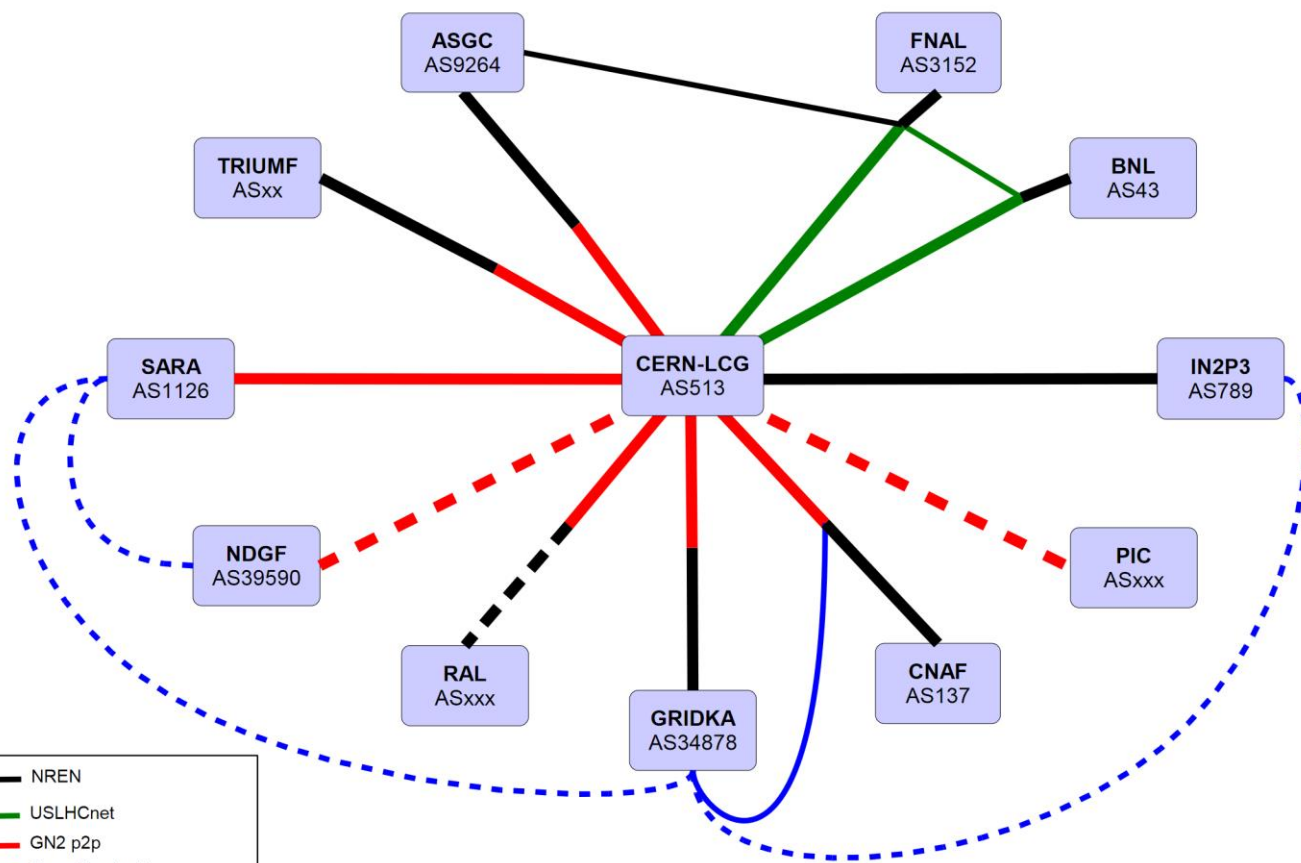 ASGC
AS9264
FNAL
AS3152
TRIUMF
ASxx
BNL
AS43
SARA
AS1126
CERN-LCG
AS513
IN2P3
AS789
NDGF
AS39590
PIC
ASxxx
RAL
ASxxx
CNAF
AS137
GRIDKA
AS34878
NREN
USLHCnet
GN2 p2p